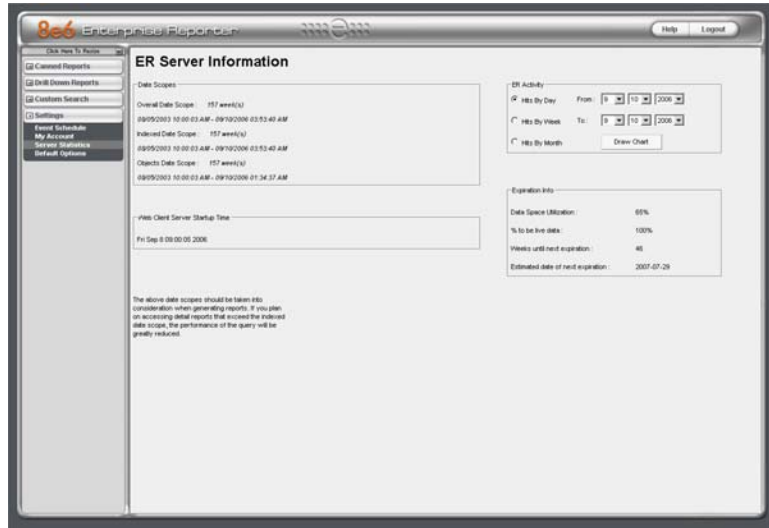 8e6 Enterprise Reporter
Help Logout
Click Here To Resize
Canned Reports
Drill Down Reports
Custom Search
Settings
Event Schedule
My Account
Server Statistics
Default Options
ER Server Information
Date Scopes
Overall Date Scope : 157 week(s)
09/05/2003 10:00:03 AM - 09/10/2006 03:53:40 AM
Indexed Date Scope : 157 week(s)
09/05/2003 10:00:03 AM - 09/10/2006 03:53:40 AM
Objects Date Scope : 157 week(s)
09/05/2003 10:00:03 AM - 09/10/2006 01:34:37 AM
Web Client Server Startup Time
Fri Sep 8 09:00:05 2006
The above date scopes should be taken into
consideration when generating reports. If you plan
on accessing detail reports that exceed the indexed
date scope, the performance of the query will be
greatly reduced.
ER Activity
Hits By Day From: 9 10 2006
Hits By Week To: 9 10 2006
Hits By Month Draw Chart
Expiration Info
Data Space Utilization : 65%
% to be live data : 100%
Weeks until next expiration : 46
Estimated date of next expiration : 2007-07-29